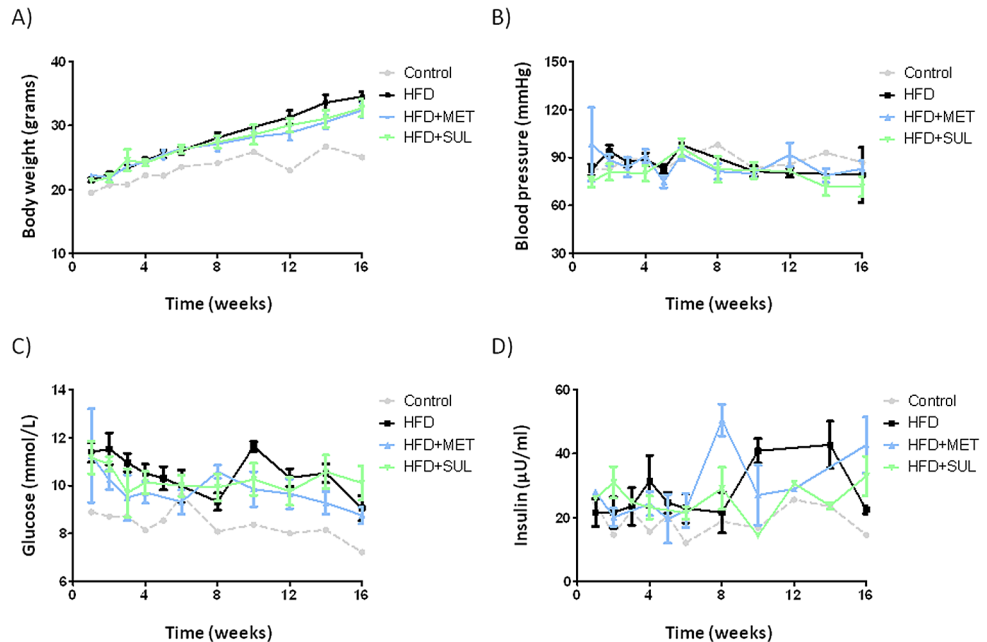 A)
Body weight (grams)
40
30
20
10
0
4
8
12
16
Time (weeks)
Control
HFD
HFD+MET
HFD+SUL
B)
Blood pressure (mmHg)
150
120
90
60
30
0
4
8
12
16
Time (weeks)
Control
HFD
HFD+MET
HFD+SUL
C)
Glucose (mmol/L)
14
12
10
8
6
0
4
8
12
16
Time (weeks)
Control
HFD
HFD+MET
HFD+SUL
D)
Insulin (µU/ml)
60
40
20
0
0
4
8
12
16
Time (weeks)
Control
HFD
HFD+MET
HFD+SUL